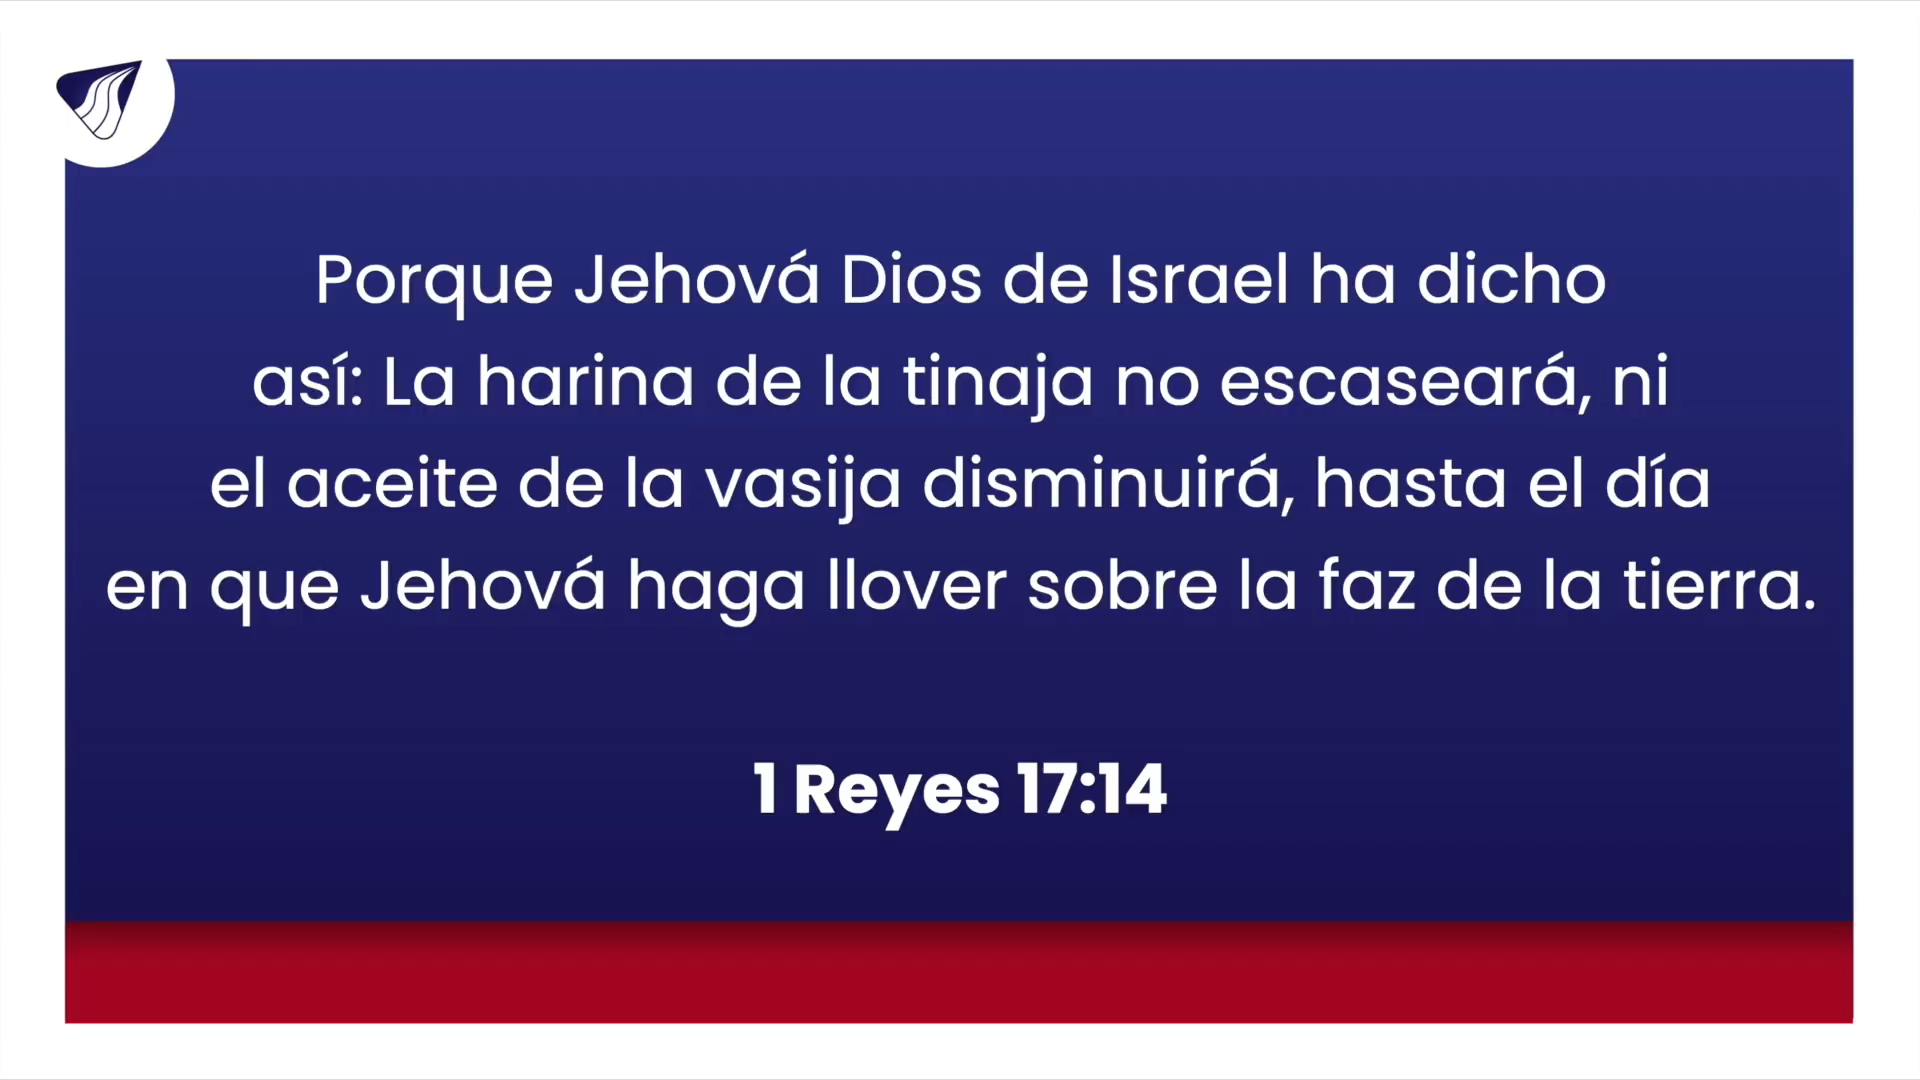 Porque Jehová Dios de Israel ha dicho
así: La harina de la tinaja no escaseará, ni
el aceite de la vasija disminuirá, hasta el día
en que Jehová haga llover sobre la faz de la tierra.
1 Reyes 17:14